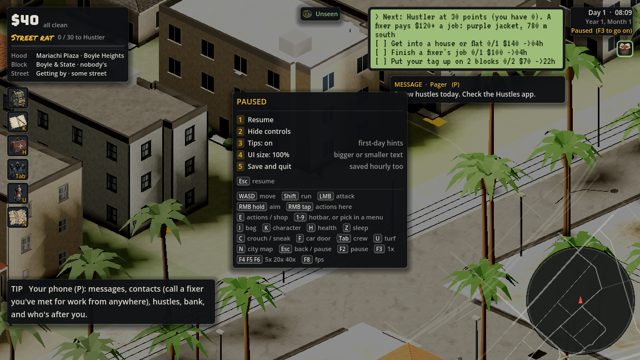 $40 all clean
STREET RAT 0 / 30 to Hustler
Hood Mariachi Plaza · Boyle Heights
Block Boyle & State · nobody's
Street Getting by · some street
Unseen
> Next: Hustler at 30 points (you have 0). A
fixer pays $120+ a job: purple jacket, 780 m
south
[ ] Get into a house or flat 0/1 $140 ->04h
[ ] Finish a fixer's job 0/1 $100 ->04h
[ ] Put your tag up on 2 blocks 0/2 $70 ->22h
Day 1 · 08:09
Year 1, Month 1
Paused (F3 to go on)
MESSAGE · Pager (P)
hustles today. Check the Hustles app.
PAUSED
1 Resume
2 Hide controls
3 Tips: on first-day hints
4 UI size: 100% bigger or smaller text
5 Save and quit saved hourly too
Esc resume
WASD move Shift run LMB attack
RMB hold aim RMB tap actions here
E actions / shop 1-9 hotbar, or pick in a menu
I bag K character H health Z sleep
C crouch / sneak F car door Tab crew U turf
N city map Esc back / pause F2 pause F3 1x
F4 F5 F6 5x 20x 40x F8 fps
I
H
Tab
U
TIP Your phone (P): messages, contacts (call a fixer
you've met for work from anywhere), hustles, bank,
and who's after you.